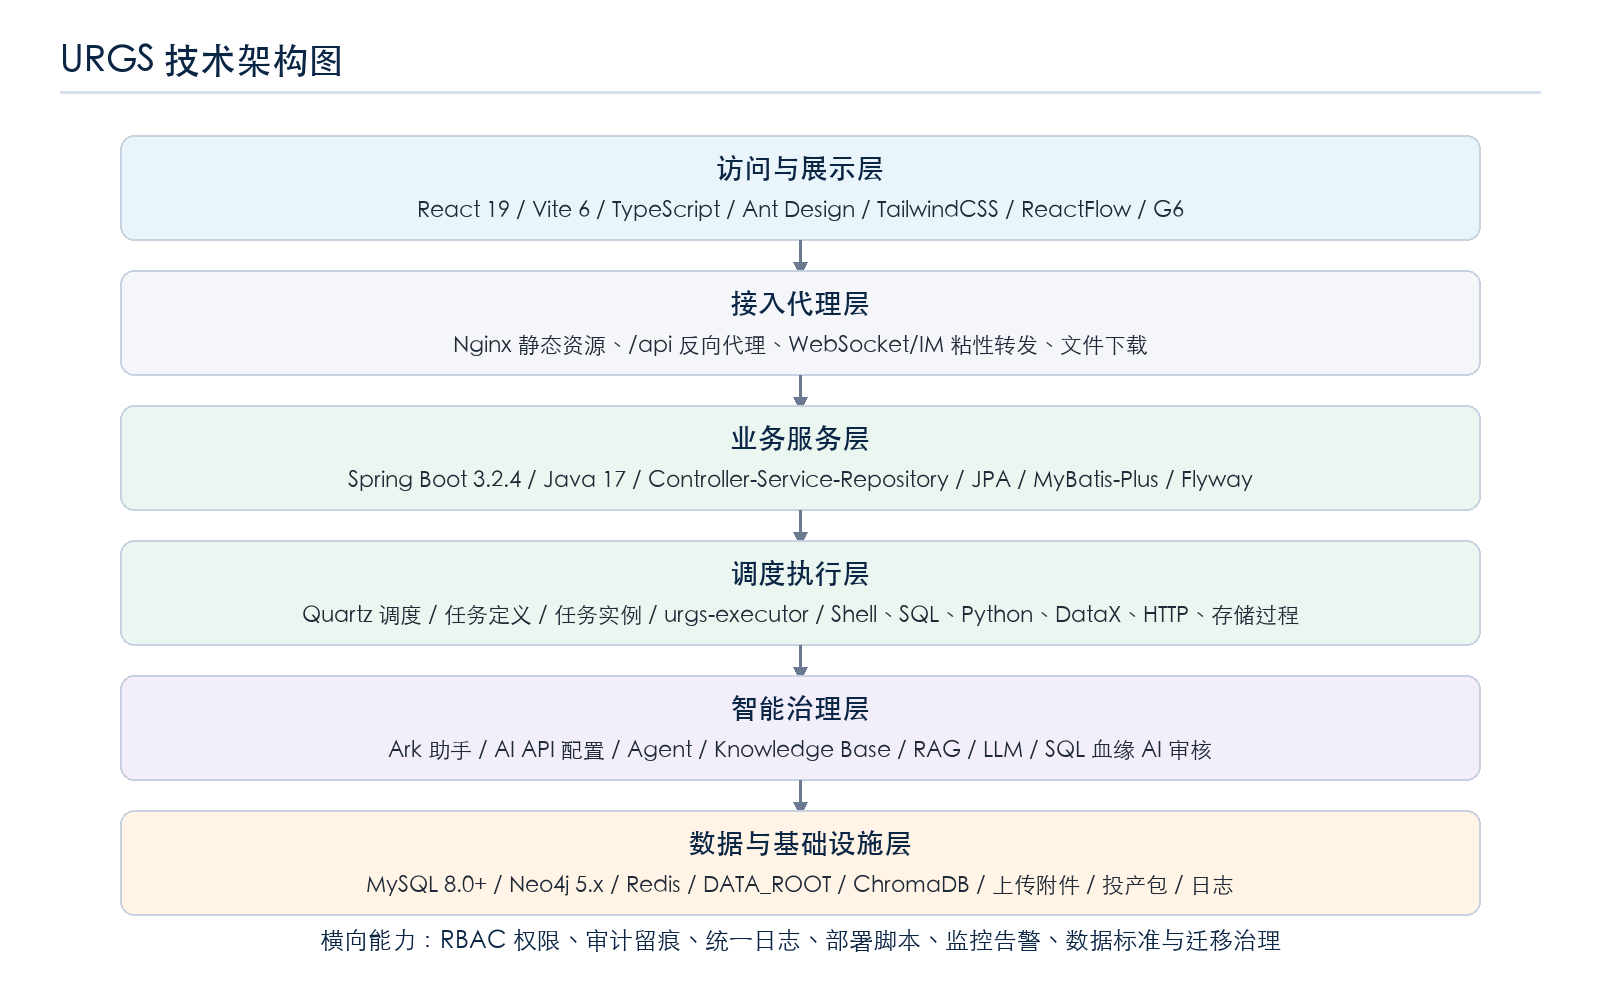 URGS 技术架构图
访问与展示层
React 19 / Vite 6 / TypeScript / Ant Design / TailwindCSS / ReactFlow / G6
接入代理层
Nginx 静态资源、/api 反向代理、WebSocket/IM 粘性转发、文件下载
业务服务层
Spring Boot 3.2.4 / Java 17 / Controller-Service-Repository / JPA / MyBatis-Plus / Flyway
调度执行层
Quartz 调度 / 任务定义 / 任务实例 / urgs-executor / Shell、SQL、Python、DataX、HTTP、存储过程
智能治理层
Ark 助手 / AI API 配置 / Agent / Knowledge Base / RAG / LLM / SQL 血缘 AI 审核
数据与基础设施层
MySQL 8.0+ / Neo4j 5.x / Redis / DATA_ROOT / ChromaDB / 上传附件 / 投产包 / 日志
横向能力：RBAC 权限、审计留痕、统一日志、部署脚本、监控告警、数据标准与迁移治理